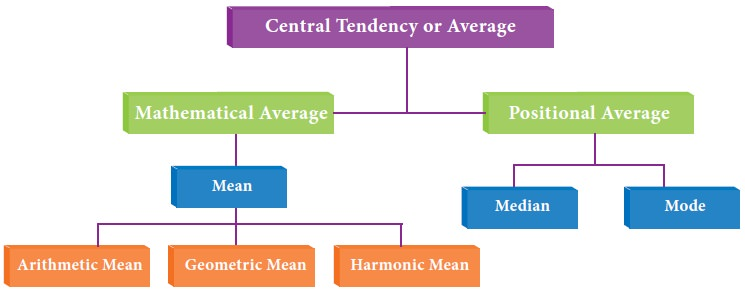 Central Tendency or Average
Mathematical Average
Positional Average
Mean
Median
Mode
Arithmetic Mean
Geometric Mean
Harmonic Mean